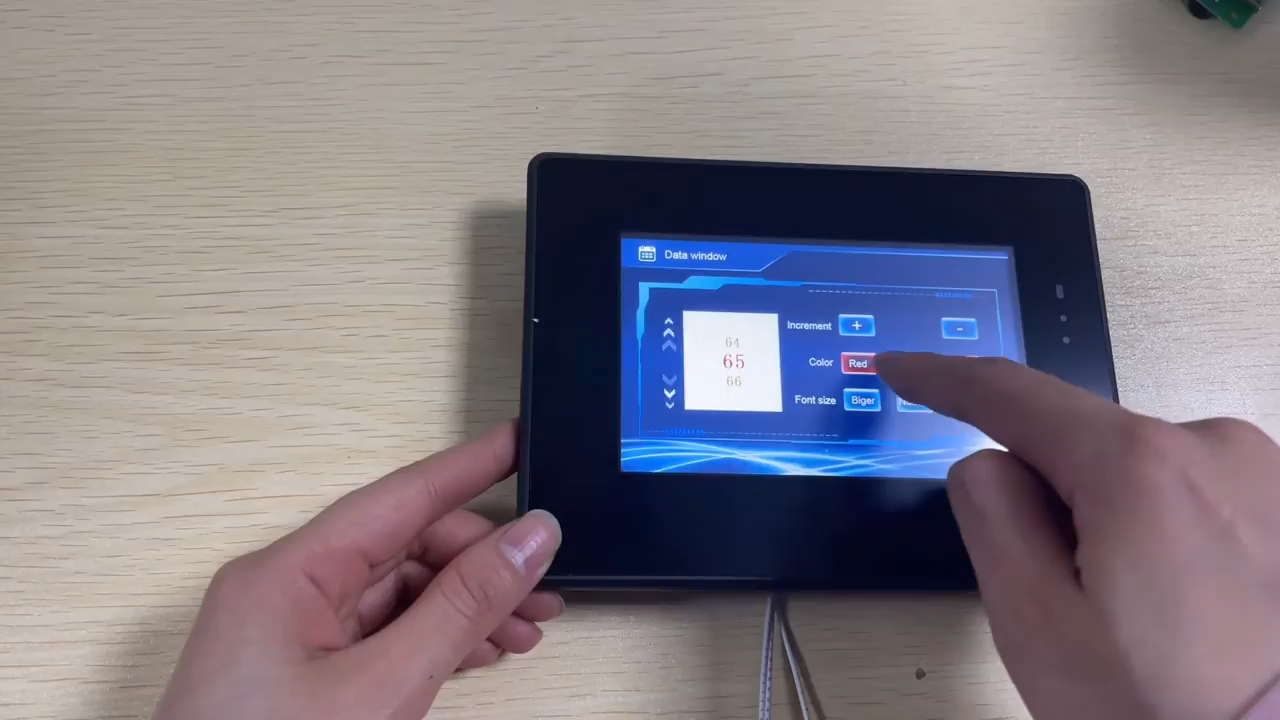 Data window
64
65
66
Increment + -
Color Red
Font size Biger